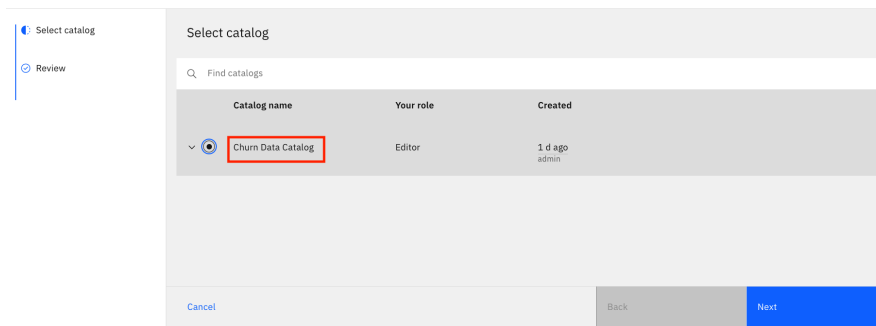 Select catalog
Review
Select catalog
Find catalogs
Catalog name Your role Created
Churn Data Catalog Editor 1 d ago
admin
Cancel Back Next